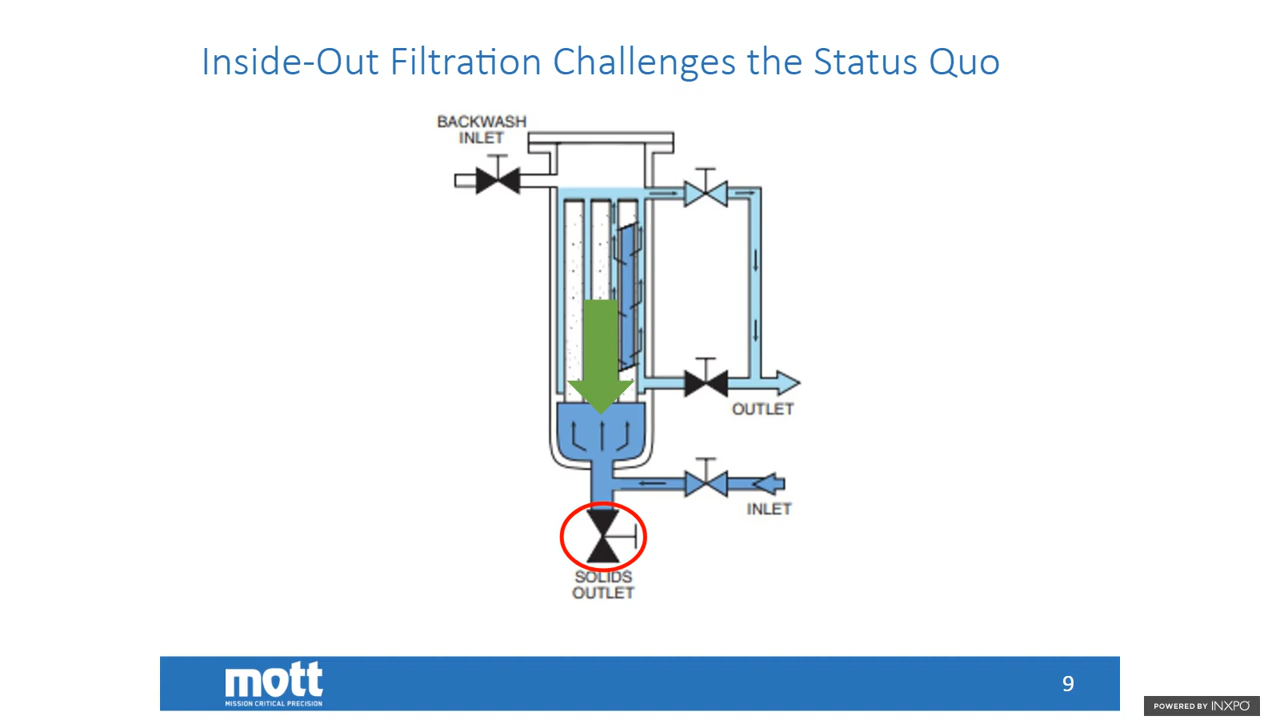 Inside-Out Filtration Challenges the Status Quo
BACKWASH
INLET
OUTLET
INLET
SOLIDS
OUTLET
mott
MISSION CRITICAL PRECISION
9
POWERED BY INXPO